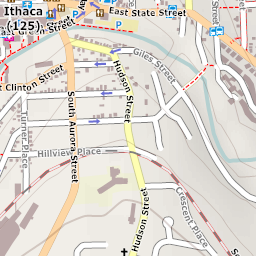 Ithaca
(125)
East State Street
Giles Street
Clinton Street
Hudson Street
South Aurora Street
Turner Place
Hillview Place
Crescent Place
Hudson Street